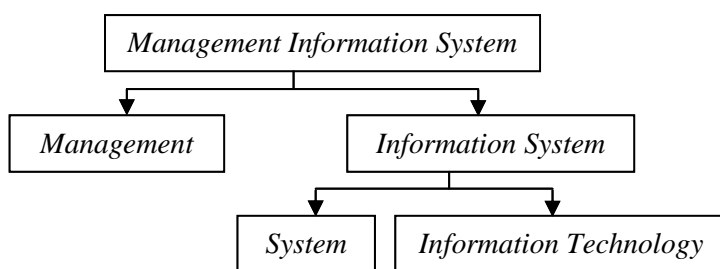 Management Information System
Management
Information System
System
Information Technology